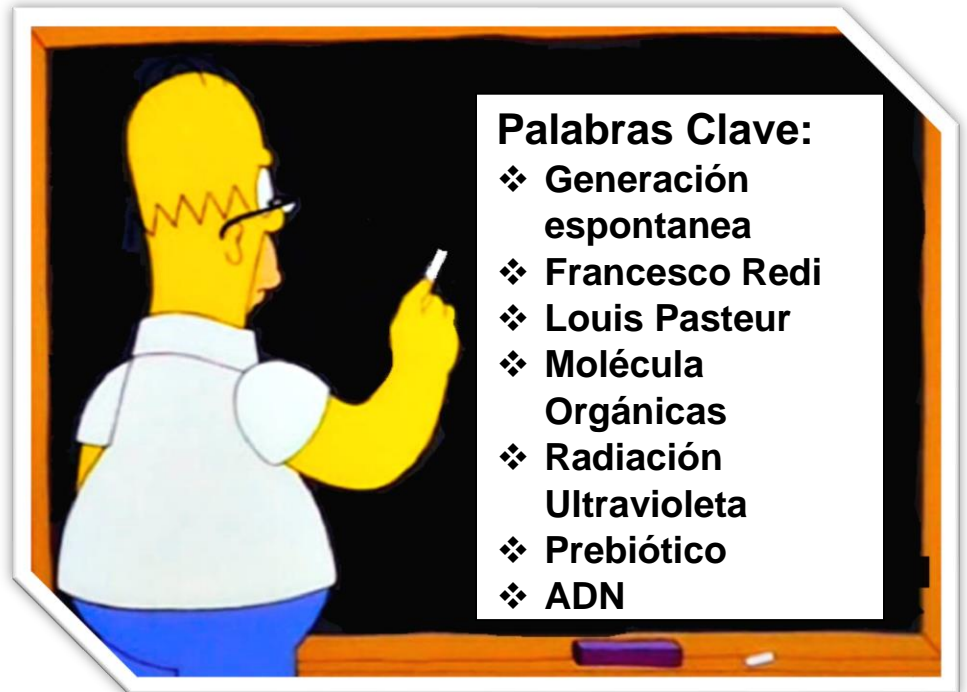 Palabras Clave:
❖ Generación
espontanea
❖ Francesco Redi
❖ Louis Pasteur
❖ Molécula
Orgánicas
❖ Radiación
Ultravioleta
❖ Prebiótico
❖ ADN